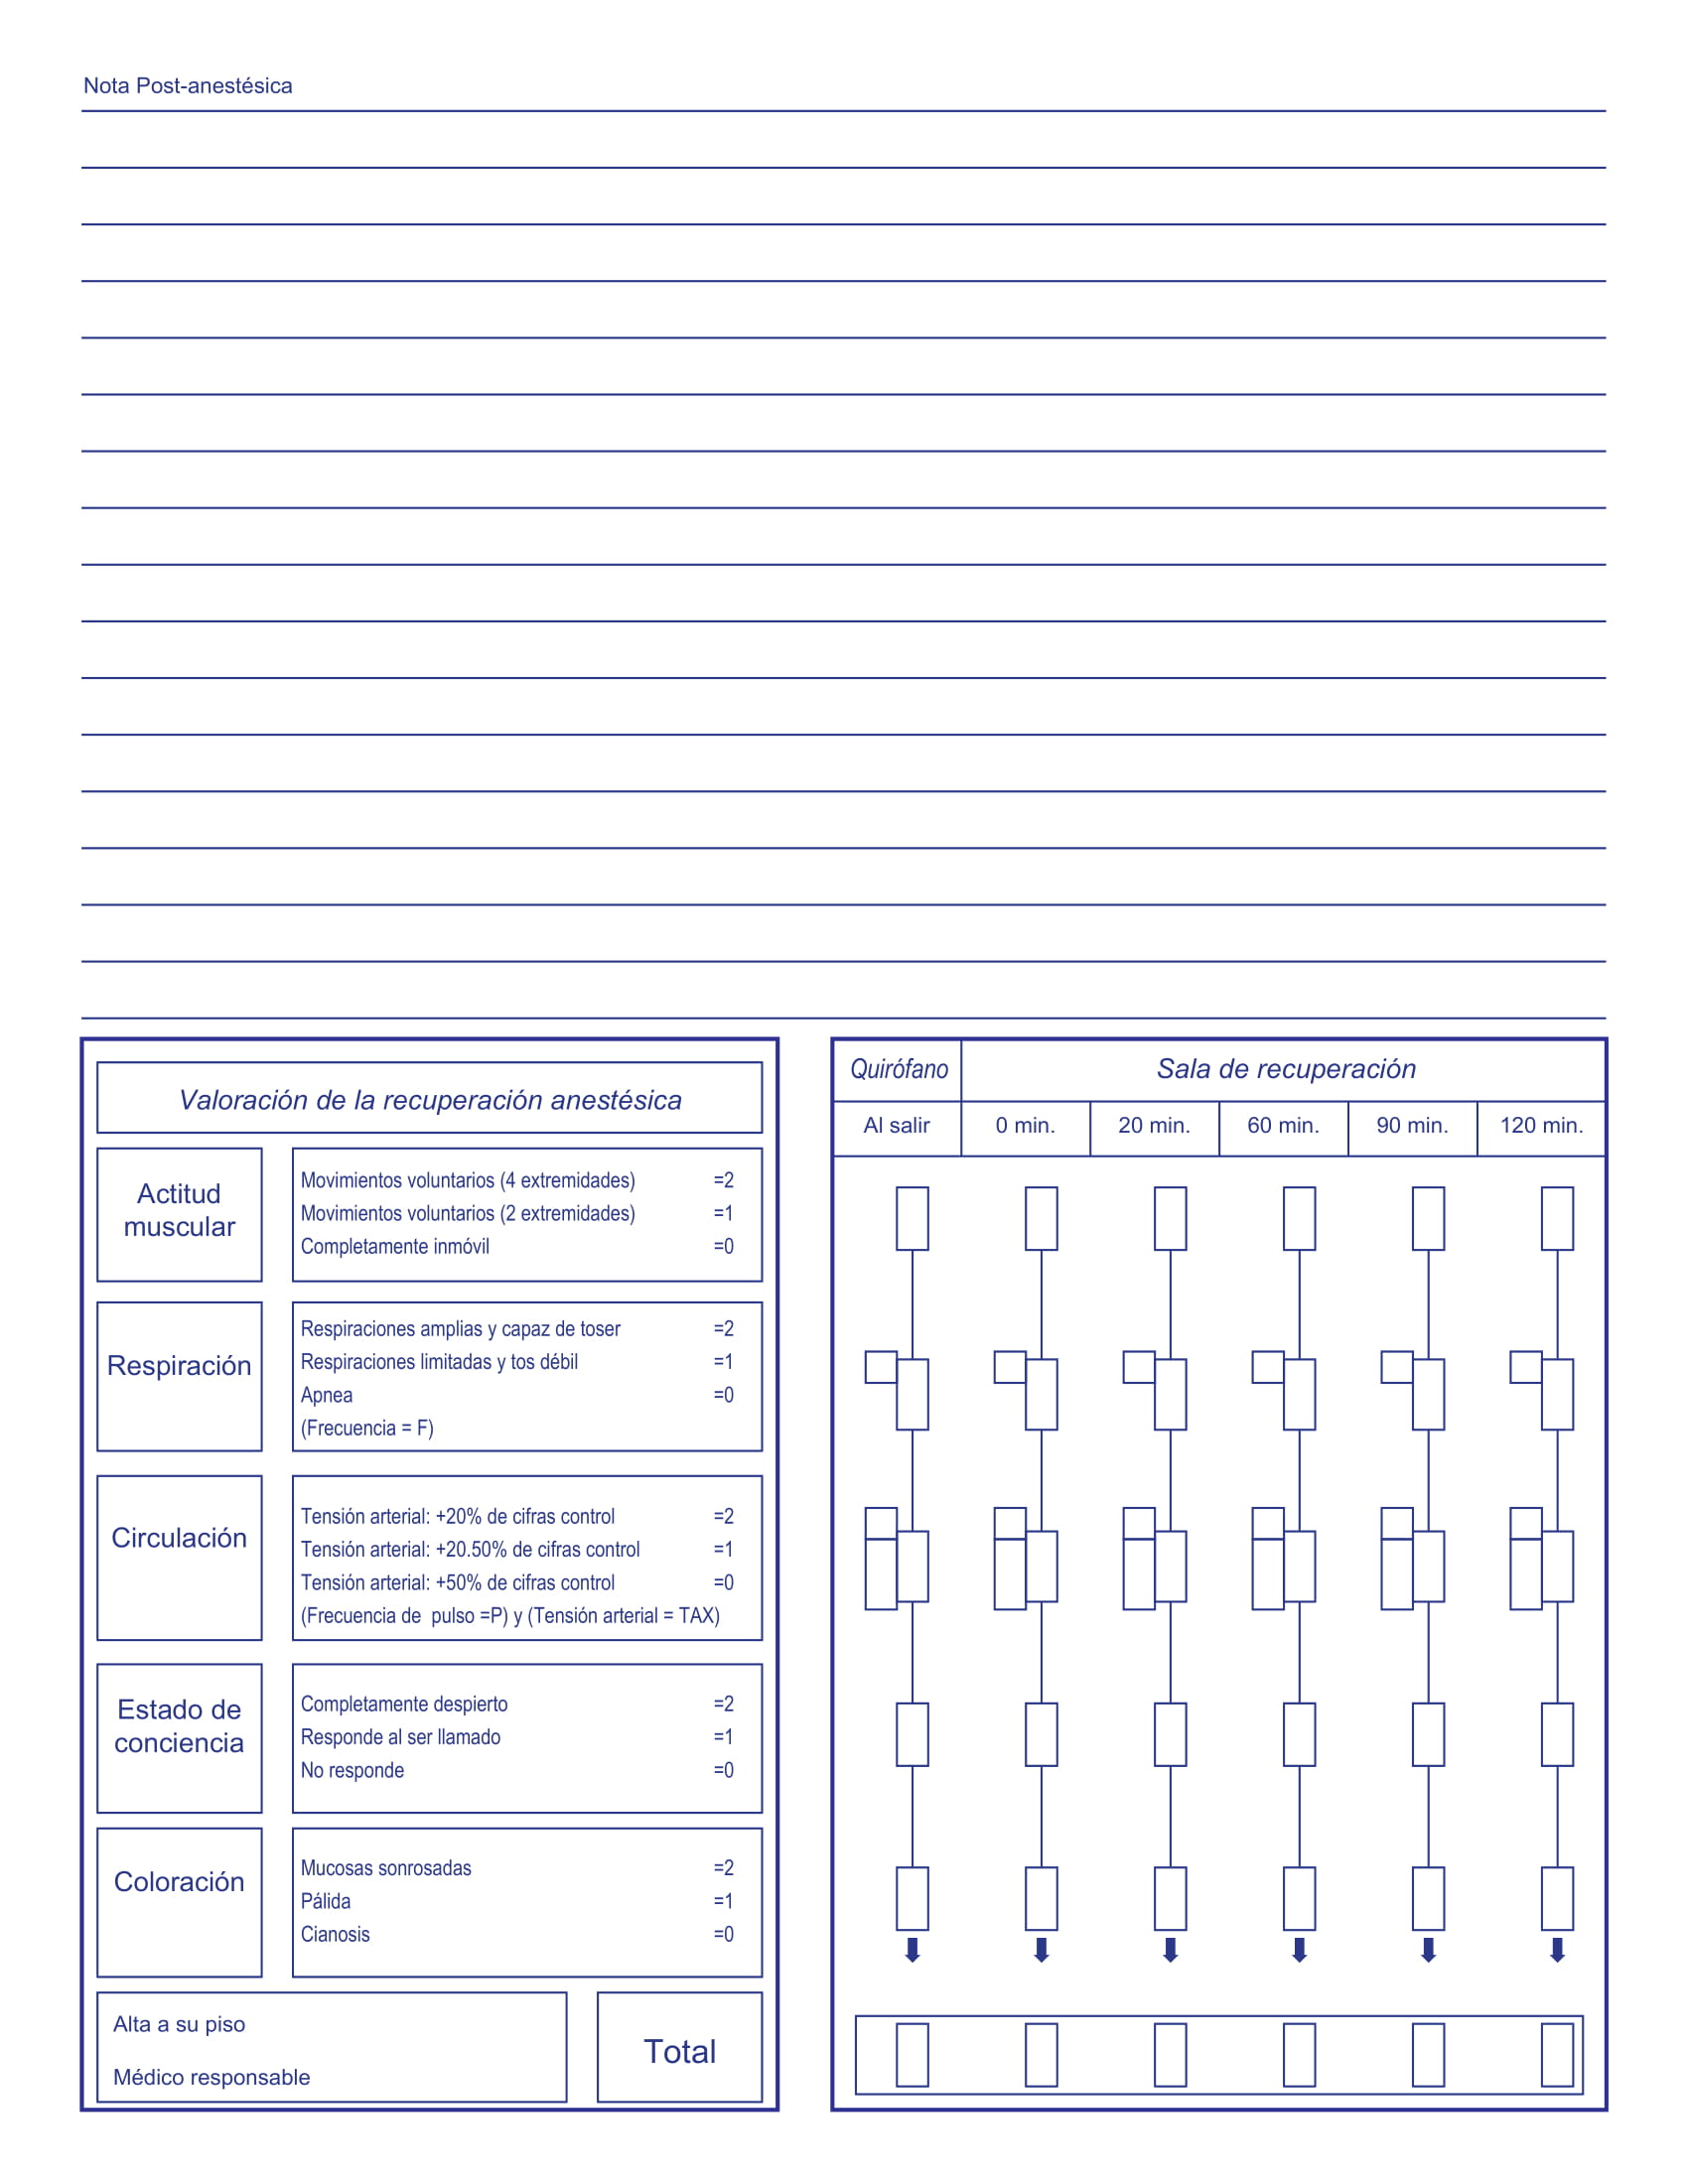 Nota Post-anestésica
Valoración de la recuperación anestésica
Actitud
muscular
Movimientos voluntarios (4 extremidades) =2
Movimientos voluntarios (2 extremidades) =1
Completamente inmóvil =0
Respiración
Respiraciones amplias y capaz de toser =2
Respiraciones limitadas y tos débil =1
Apnea =0
(Frecuencia = F)
Circulación
Tensión arterial: +20% de cifras control =2
Tensión arterial: +20.50% de cifras control =1
Tensión arterial: +50% de cifras control =0
(Frecuencia de pulso =P) y (Tensión arterial = TAX)
Estado de
conciencia
Completamente despierto =2
Responde al ser llamado =1
No responde =0
Coloración
Mucosas sonrosadas =2
Pálida =1
Cianosis =0
Alta a su piso
Médico responsable
Total
Quirófano Sala de recuperación
Al salir 0 min. 20 min. 60 min. 90 min. 120 min.